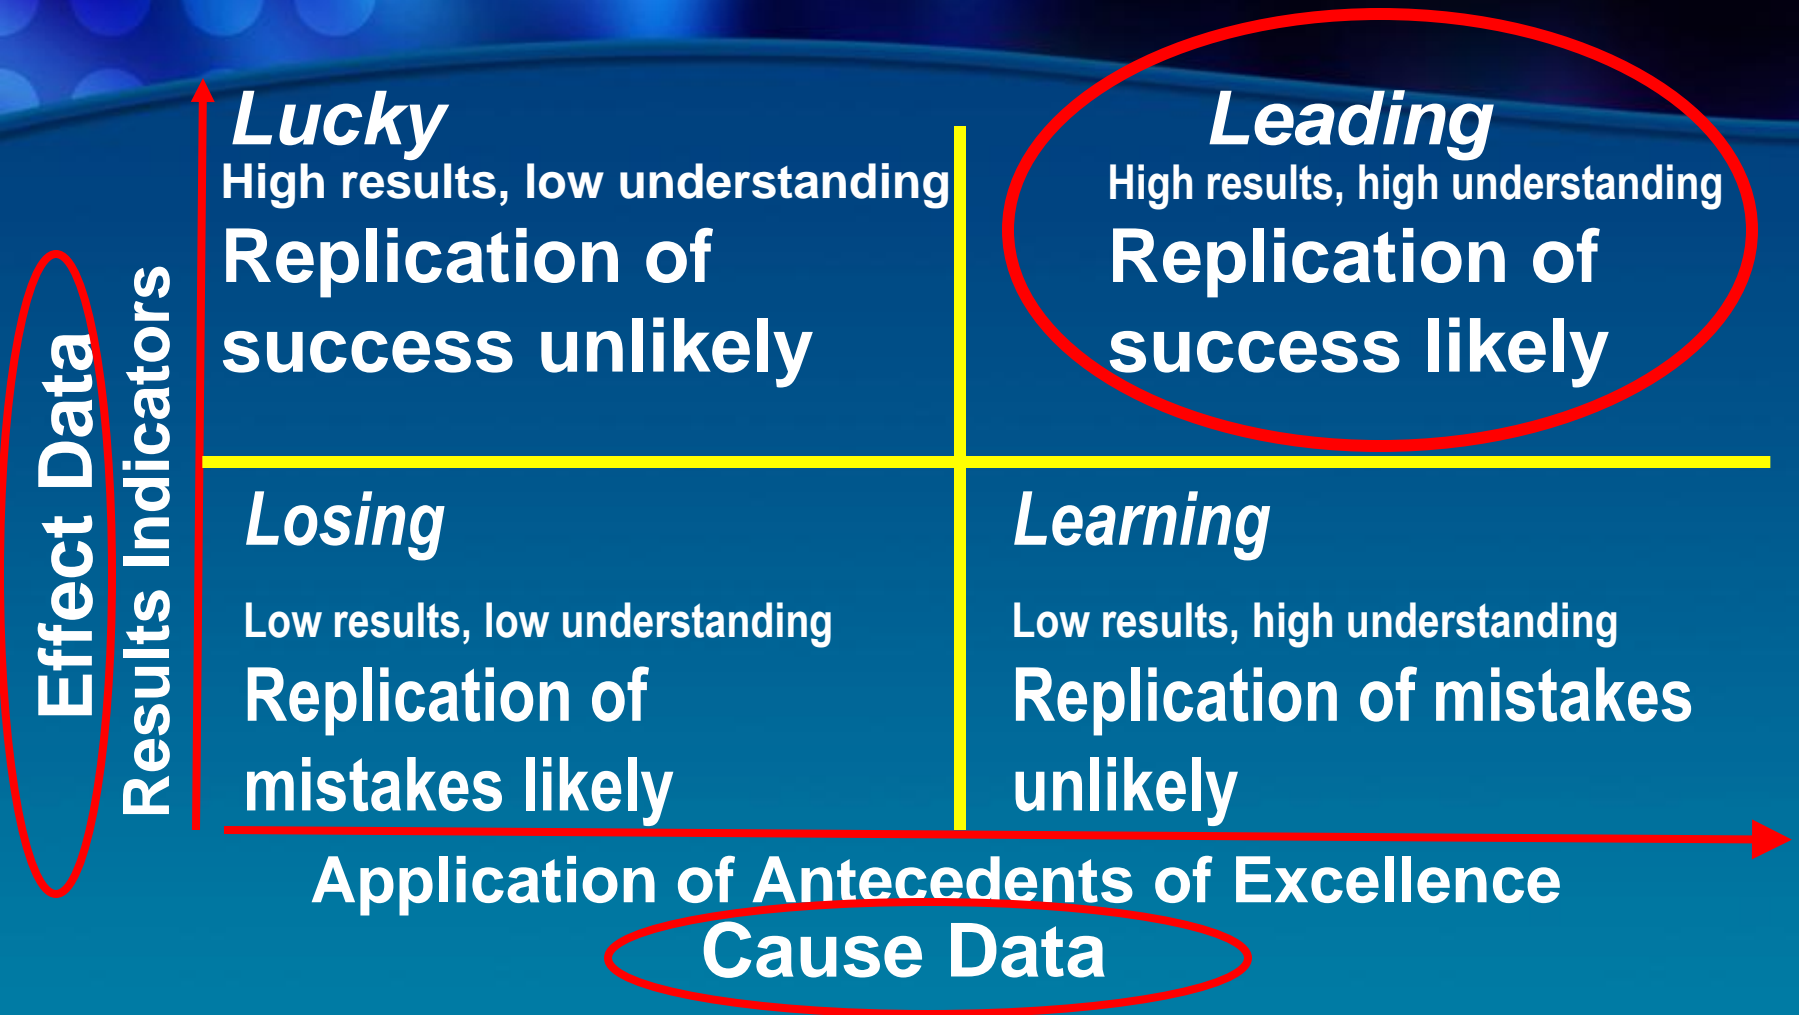 Lucky
High results, low understanding
Replication of
success unlikely
Leading
High results, high understanding
Replication of
success likely
Effect Data
Results Indicators
Losing
Low results, low understanding
Replication of
mistakes likely
Learning
Low results, high understanding
Replication of mistakes
unlikely
Application of Antecedents of Excellence
Cause Data